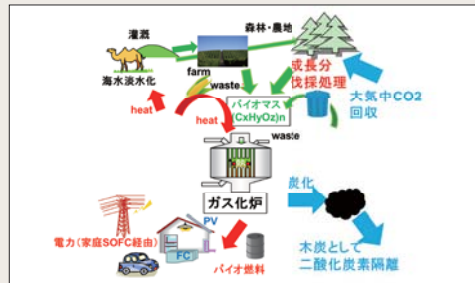 灌漑
森林・農地
海水淡水化
farm
waste
成長分
伐採処理
大気中CO2
回収
heat
heat
バイオマス
(CxHyOz)n
waste
ガス化炉
炭化
PV
電力(家庭SOFC経由)
FC
バイオ燃料
木炭として
二酸化炭素隔離